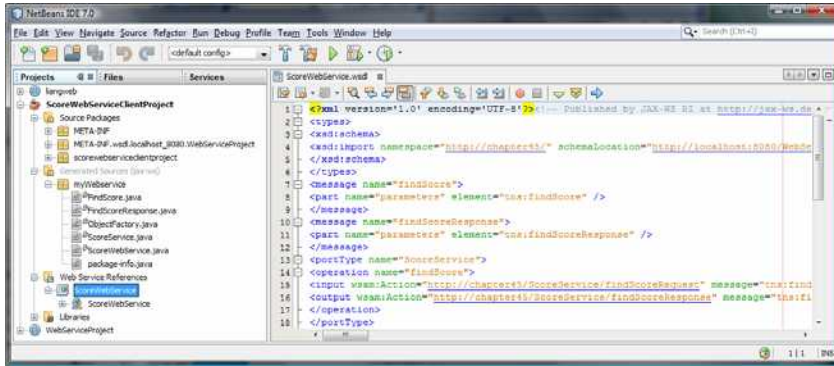 NetBeans IDE 7.0
File Edit View Navigate Source Refactor Run Debug Profile Team Tools Window Help
Search (Ctrl+I)
<default config>
Projects Files Services
ScoreWebService.wsdl
liangweb
ScoreWebServiceClientProject
Source Packages
META-INF
META-INF.wsdl.localhost_8080.WebServiceProject
scorewebserviceclientproject
Generated Sources (jax-ws)
myWebservice
FindScore.java
FindScoreResponse.java
ObjectFactory.java
ScoreService.java
ScoreWebService.java
package-info.java
Web Service References
ScoreWebService
ScoreWebService
Libraries
WebServiceProject
1 <?xml version='1.0' encoding='UTF-8'?><!-- Published by JAX-WS RI at http://jax-ws.de
2 <types>
3 <xsd:schema>
4 <xsd:import namespace="http://chapter45/" schemaLocation="http://localhost:8080/WebSe
5 </xsd:schema>
6 </types>
7 <message name="findScore">
8 <part name="parameters" element="tns:findScore" />
9 </message>
10 <message name="findScoreResponse">
11 <part name="parameters" element="tns:findScoreResponse" />
12 </message>
13 <portType name="ScoreService">
14 <operation name="findScore">
15 <input wsam:Action="http://chapter45/ScoreService/findScoreRequest" message="tns:find
16 <output wsam:Action="http://chapter45/ScoreService/findScoreResponse" message="tns:fi
17 </operation>
18 </portType>
1 | 1 INS